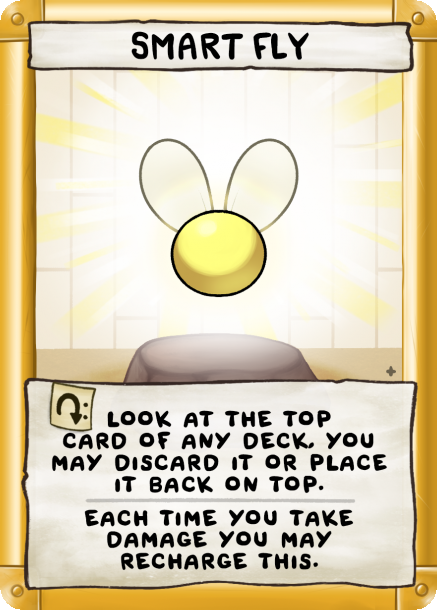 SMART FLY
LOOK AT THE TOP
CARD OF ANY DECK, YOU
MAY DISCARD IT OR PLACE
IT BACK ON TOP.
EACH TIME YOU TAKE
DAMAGE YOU MAY
RECHARGE THIS.